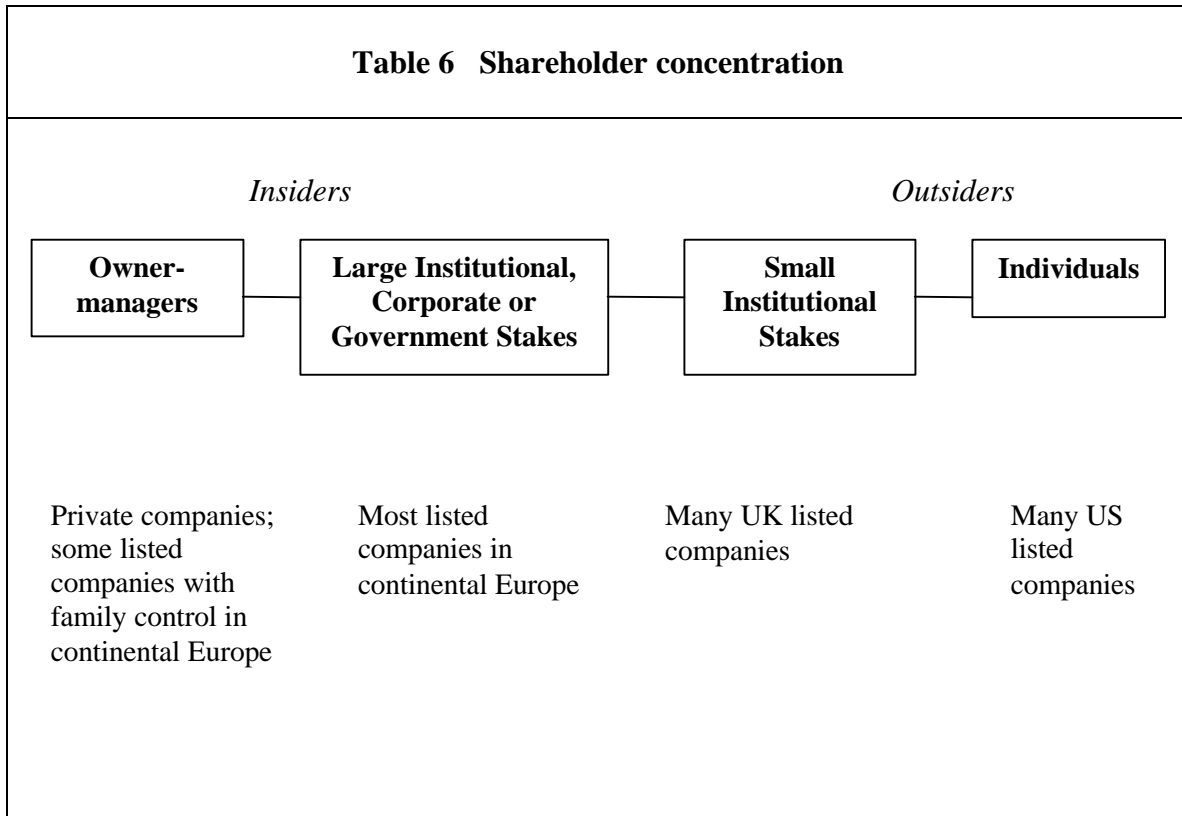 Table 6 Shareholder concentration
Insiders
Outsiders
Owner-
managers
Large Institutional,
Corporate or
Government Stakes
Small
Institutional
Stakes
Individuals
Private companies;
some listed
companies with
family control in
continental Europe
Most listed
companies in
continental Europe
Many UK listed
companies
Many US
listed
companies